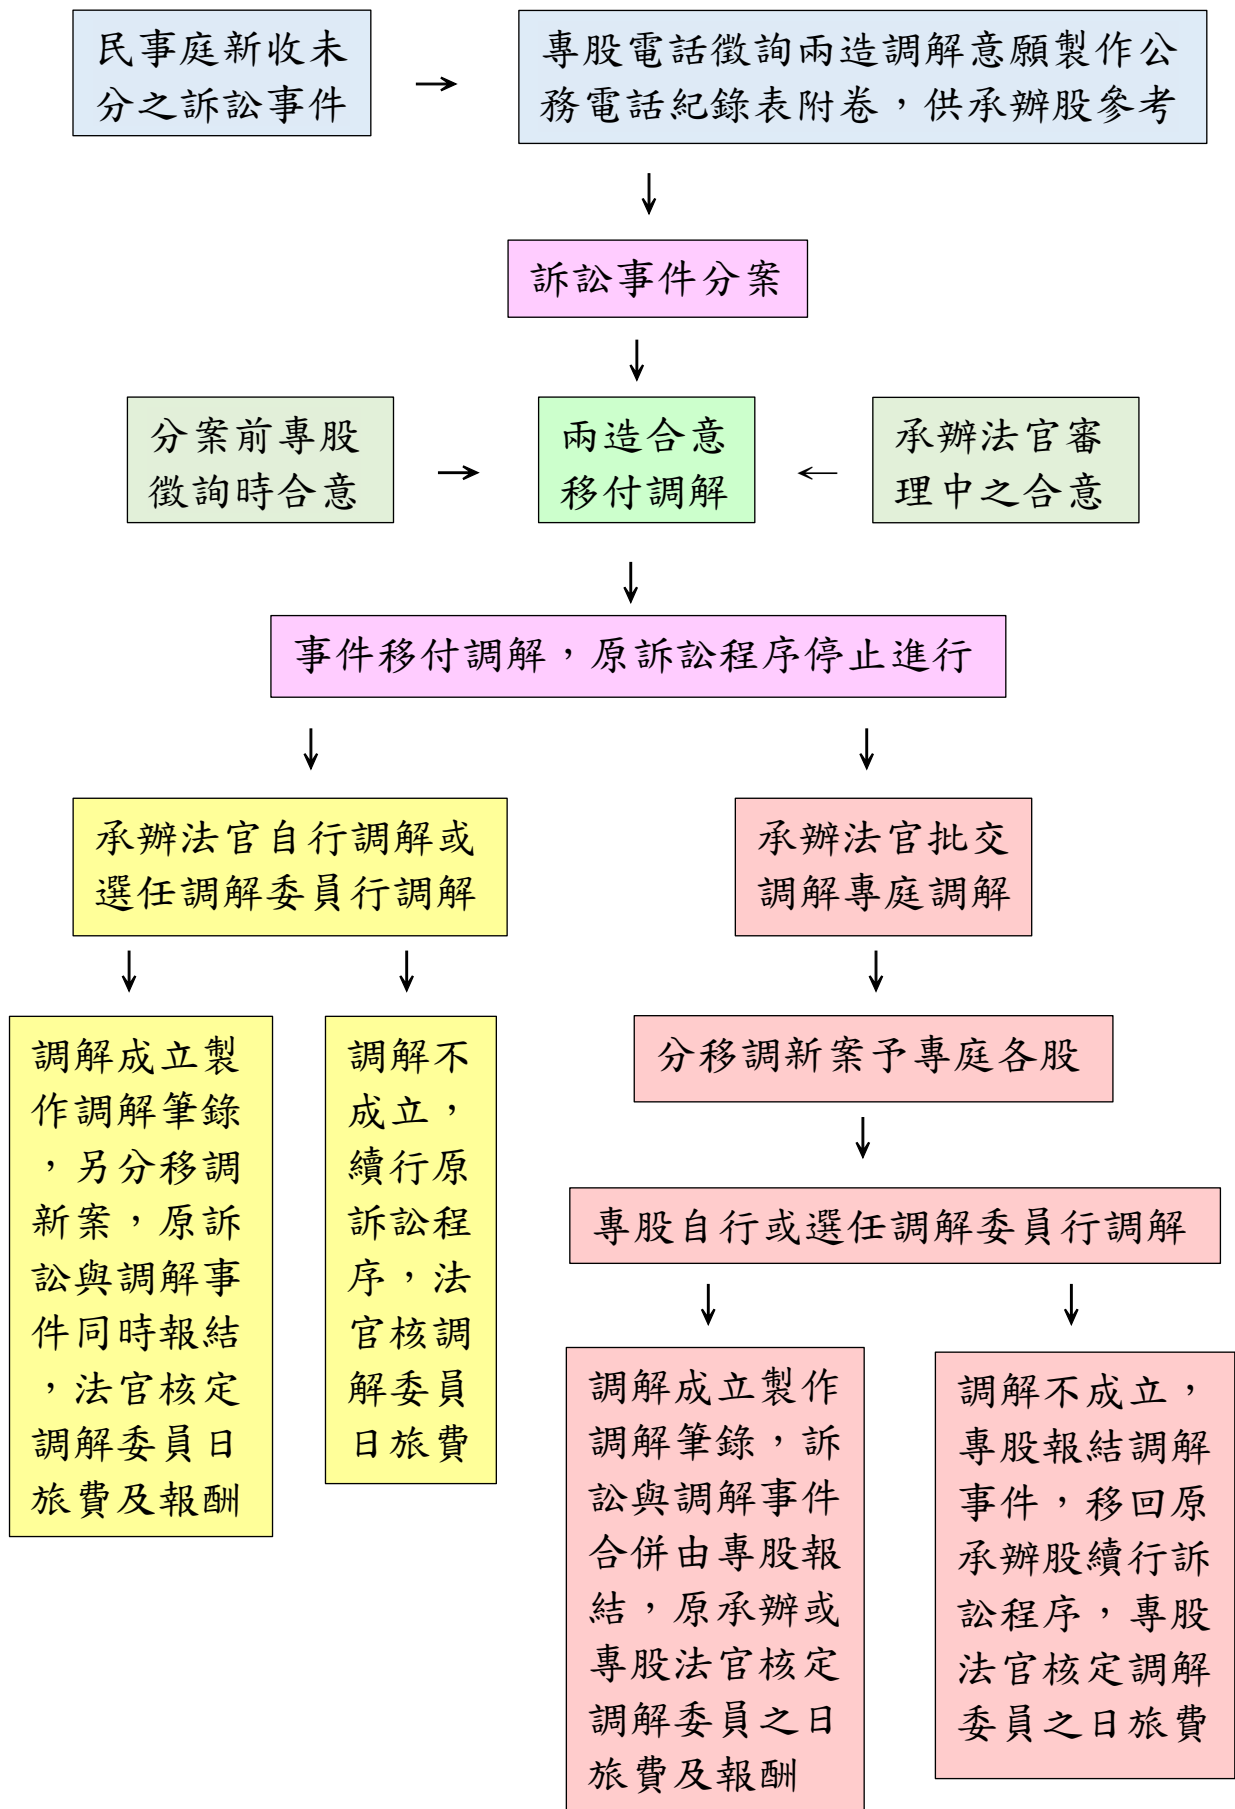 民事庭新收未
分之訴訟事件
→
專股電話徵詢兩造調解意願製作公
務電話紀錄表附卷，供承辦股參考
↓
訴訟事件分案
↓
分案前專股
徵詢時合意
→
兩造合意
移付調解
←
承辦法官審
理中之合意
↓
事件移付調解，原訴訟程序停止進行
↓
↓
承辦法官自行調解或
選任調解委員行調解
承辦法官批交
調解專庭調解
↓
↓
↓
調解成立製
作調解筆錄
，另分移調
新案，原訴
訟與調解事
件同時報結
，法官核定
調解委員日
旅費及報酬
調解不
成立，
續行原
訴訟程
序，法
官核調
解委員
日旅費
分移調新案予專庭各股
↓
專股自行或選任調解委員行調解
↓
↓
調解成立製作
調解筆錄，訴
訟與調解事件
合併由專股報
結，原承辦或
專股法官核定
調解委員之日
旅費及報酬
調解不成立，
專股報結調解
事件，移回原
承辦股續行訴
訟程序，專股
法官核定調解
委員之日旅費